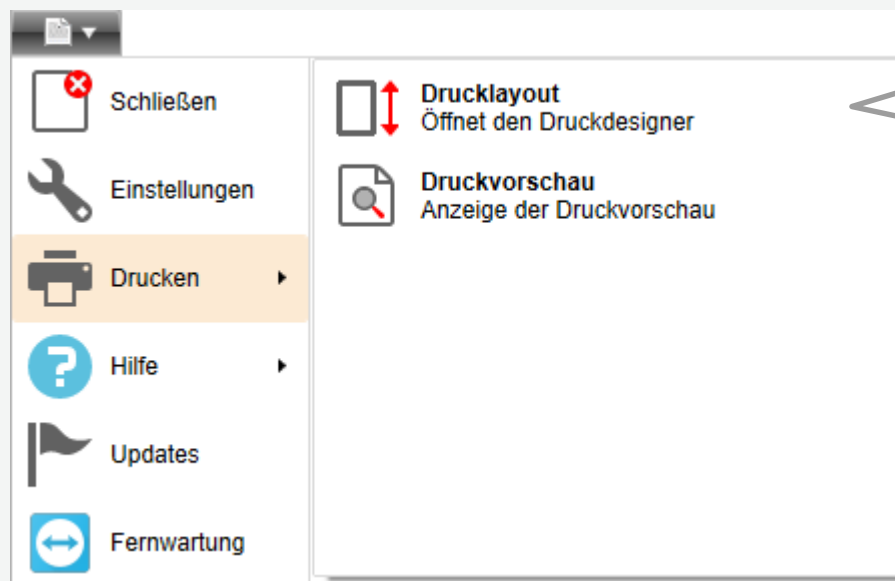 Schließen
Einstellungen
Drucken
Hilfe
Updates
Fernwartung
Drucklayout
Öffnet den Druckdesigner
Druckvorschau
Anzeige der Druckvorschau